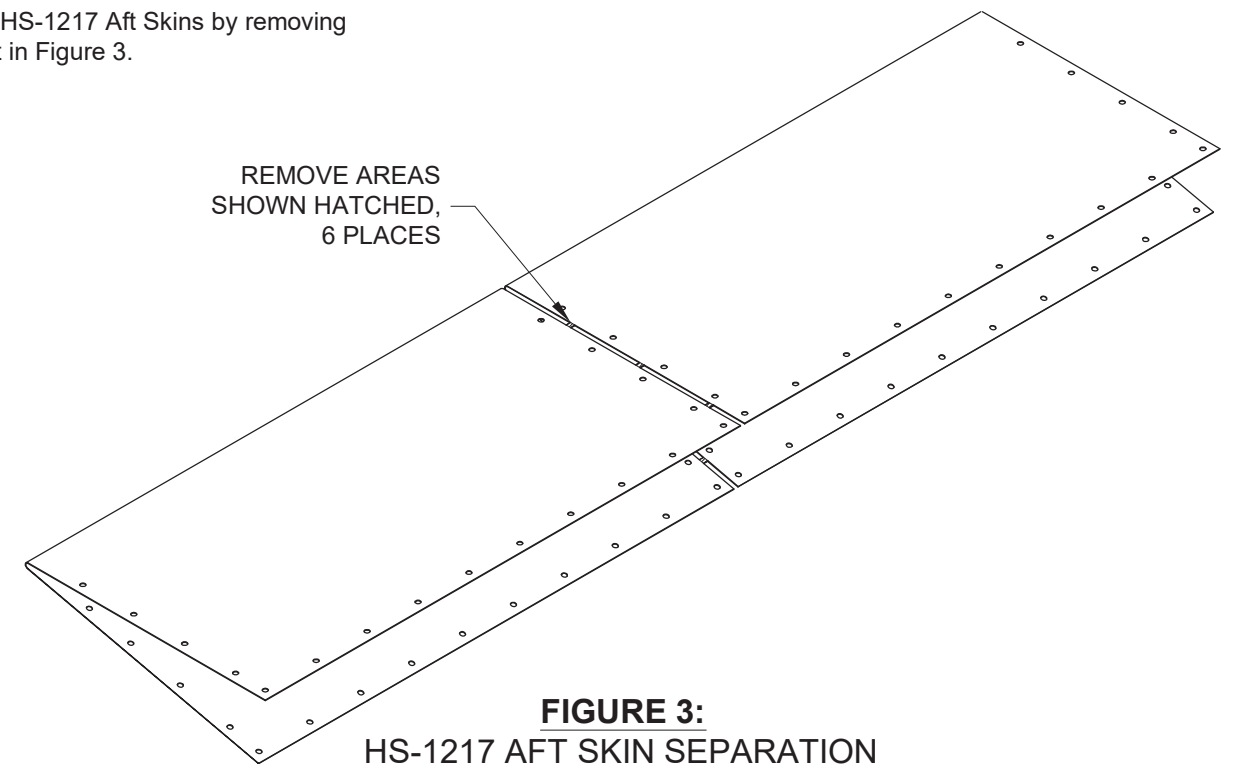 HS-1217 Aft Skins by removing
in Figure 3.
REMOVE AREAS
SHOWN HATCHED,
6 PLACES
FIGURE 3:
HS-1217 AFT SKIN SEPARATION